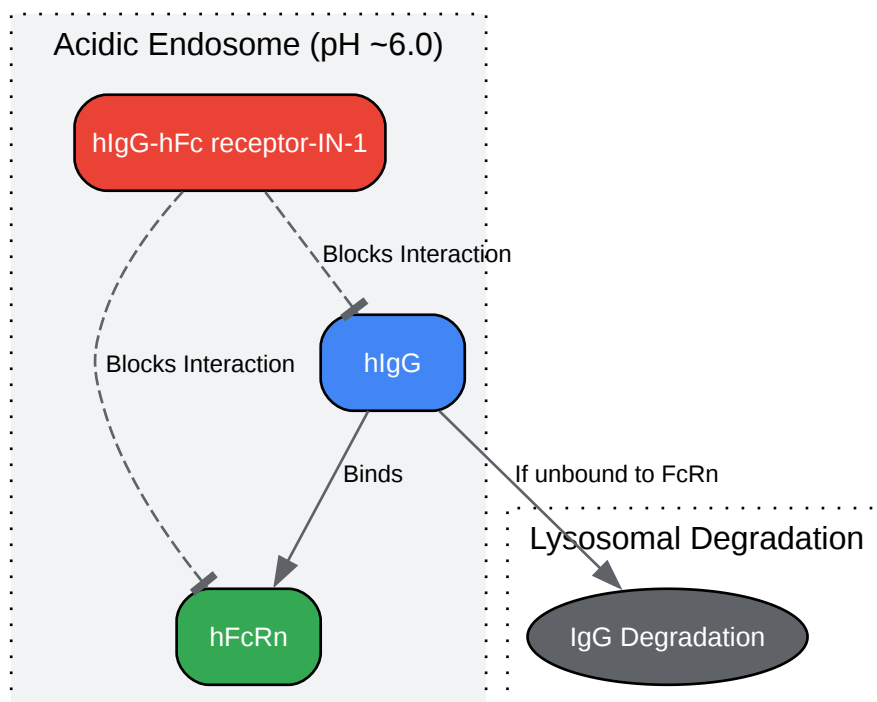 Acidic Endosome (pH ~6.0)
hIgG-hFc receptor-IN-1
Blocks Interaction
Blocks Interaction
hIgG
Binds
If unbound to FcRn
Lysosomal Degradation
hFcRn
IgG Degradation